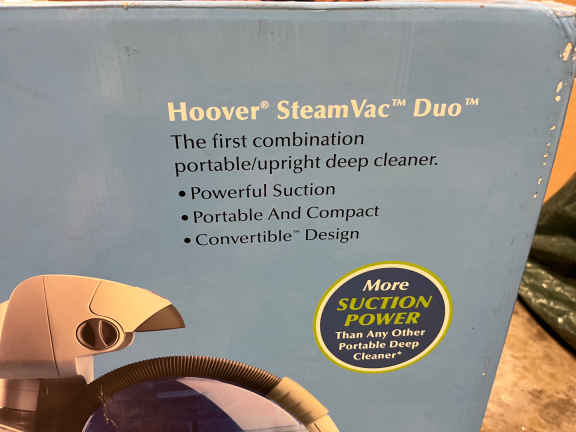 Hoover® SteamVac™ Duo™
The first combination
portable/upright deep cleaner.
• Powerful Suction
• Portable And Compact
• Convertible™ Design
More
SUCTION
POWER
Than Any Other
Portable Deep
Cleaner*